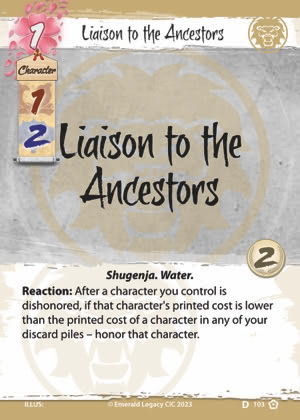 1
Liaison to the Ancestors
Character
1
2
Liaison to the
Ancestors
2
Shugenja. Water.
Reaction: After a character you control is
dishonored, if that character's printed cost is lower
than the printed cost of a character in any of your
discard piles – honor that character.
ILLUS:
© Emerald Legacy CIC 2023
D 103